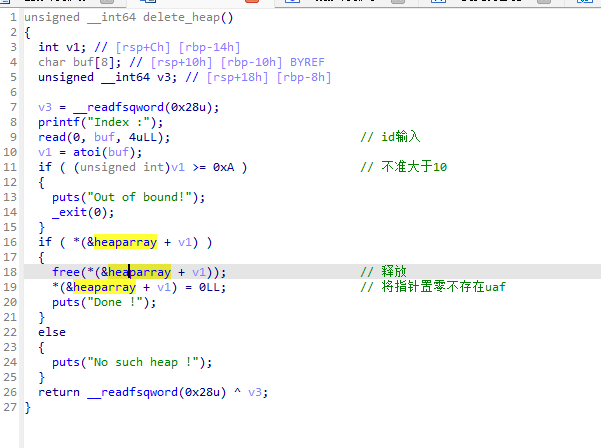 1 unsigned __int64 delete_heap()
2 {
3 int v1; // [rsp+Ch] [rbp-14h]
4 char buf[8]; // [rsp+10h] [rbp-10h] BYREF
5 unsigned __int64 v3; // [rsp+18h] [rbp-8h]
6
7 v3 = __readfsqword(0x28u);
8 printf("Index :");
9 read(0, buf, 4uLL); // id输入
10 v1 = atoi(buf);
11 if ( (unsigned int)v1 >= 0xA ) // 不准大于10
12 {
13 puts("Out of bound!");
14 _exit(0);
15 }
16 if ( *(&heaparray + v1) )
17 {
18 free(*(&heaparray + v1)); // 释放
19 *(&heaparray + v1) = 0LL; // 将指针置零不存在uaf
20 puts("Done !");
21 }
22 else
23 {
24 puts("No such heap !");
25 }
26 return __readfsqword(0x28u) ^ v3;
27 }